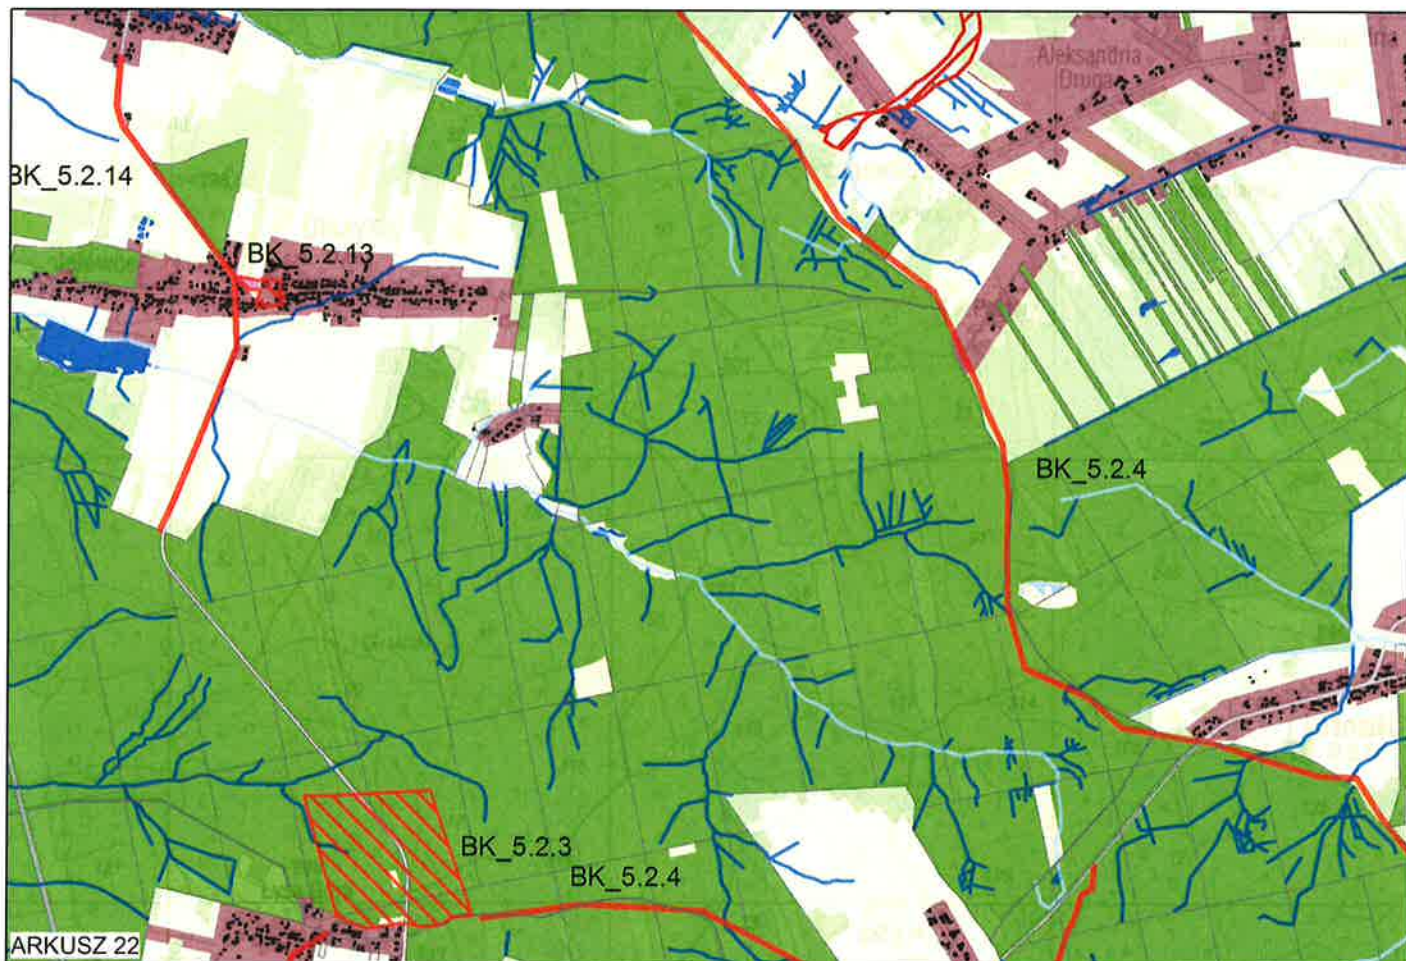 Aleksandria
Druga
BK_5.2.14
BK_5.2.13
BK_5.2.4
BK_5.2.3
BK_5.2.4
ARKUSZ 22